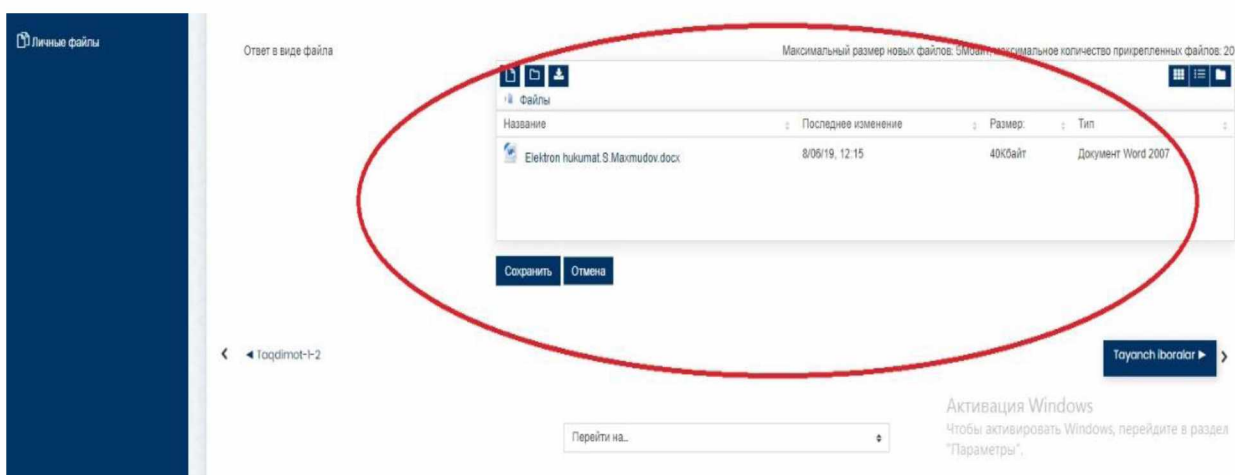 Личные файлы
Ответ в виде файла
Максимальный размер новых файлов: 5Мбайт, максимальное количество прикрепленных файлов: 20
Файлы
Название Последнее изменение Размер: Тип
Elektron hukumat.S.Maxmudov.docx 8/06/19, 12:15 40Кбайт Документ Word 2007
Сохранить Отмена
◄ Taqdimot-1-2
Tayanch iboralar ►
Перейти на...
Активация Windows
Чтобы активировать Windows, перейдите в раздел
"Параметры".